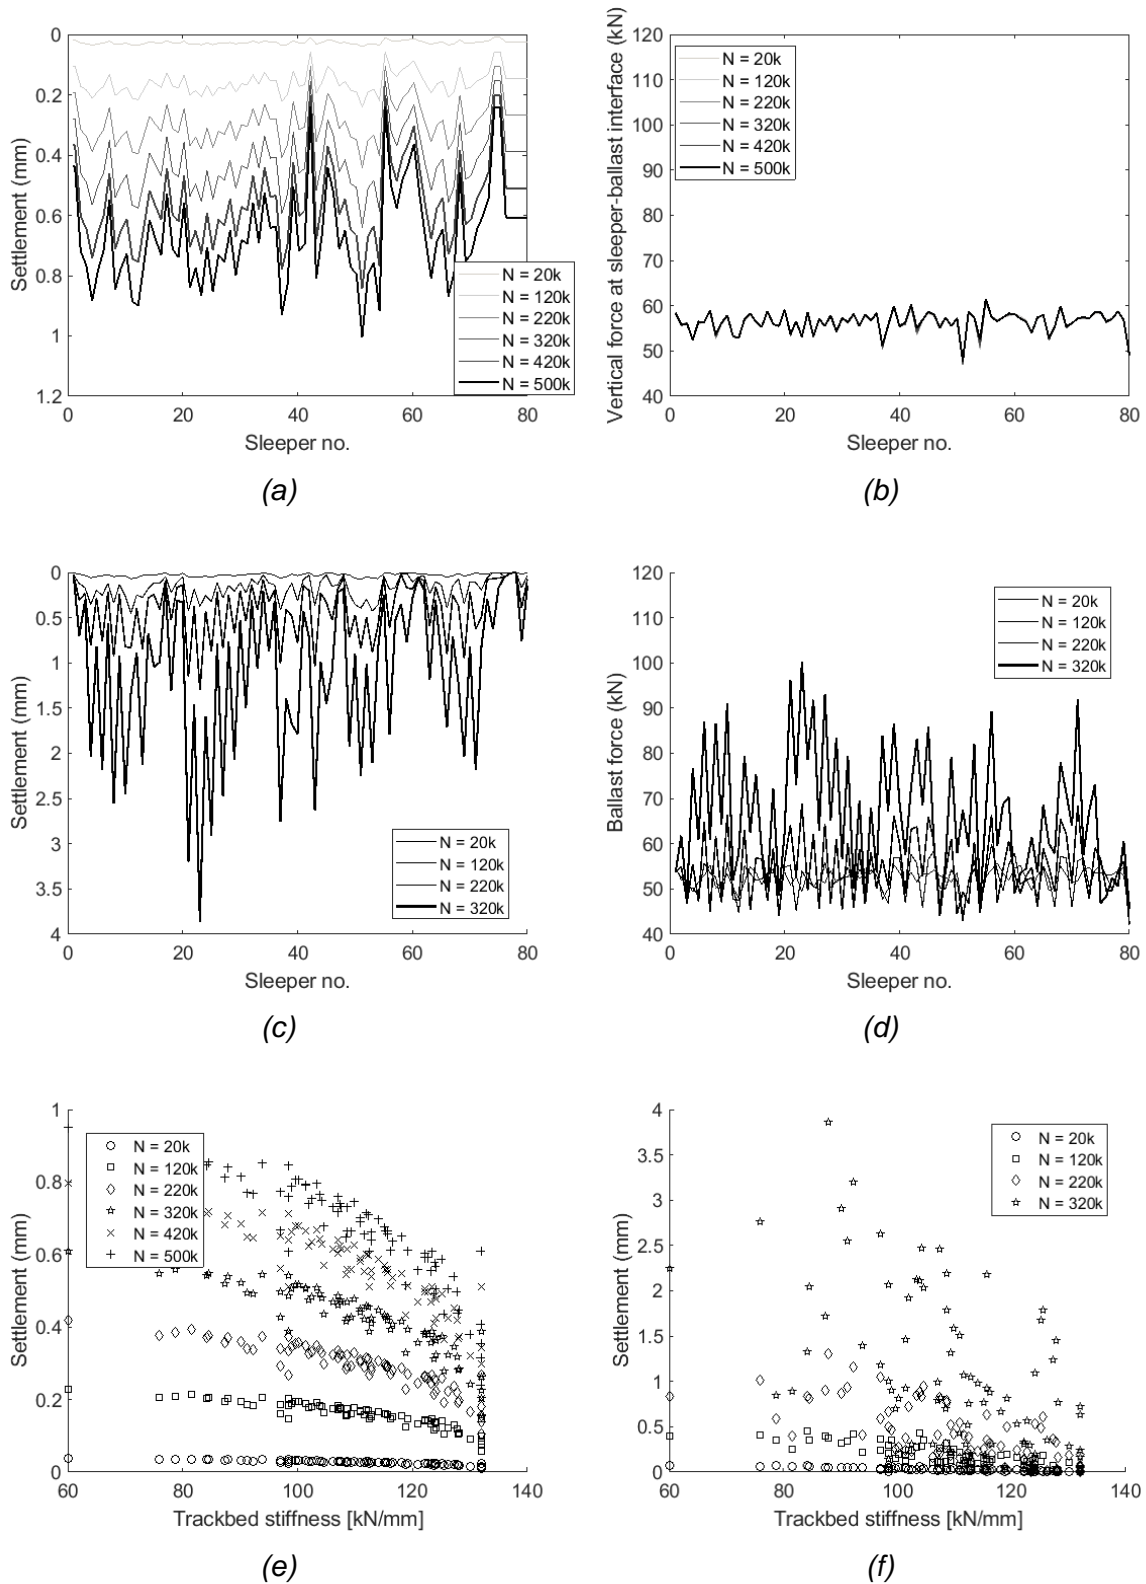 0
0.2
0.4
0.6
0.8
1
1.2
Settlement (mm)
N = 20k
N = 120k
N = 220k
N = 320k
N = 420k
N = 500k
0 20 40 60 80
Sleeper no.
(a)
120
110
100
90
80
70
60
50
40
Vertical force at sleeper-ballast interface (kN)
N = 20k
N = 120k
N = 220k
N = 320k
N = 420k
N = 500k
0 20 40 60 80
Sleeper no.
(b)
0
0.5
1
1.5
2
2.5
3
3.5
4
Settlement (mm)
N = 20k
N = 120k
N = 220k
N = 320k
0 20 40 60 80
Sleeper no.
(c)
120
110
100
90
80
70
60
50
40
Ballast force (kN)
N = 20k
N = 120k
N = 220k
N = 320k
0 20 40 60 80
Sleeper no.
(d)
1
0.8
0.6
0.4
0.2
0
Settlement (mm)
N = 20k
N = 120k
N = 220k
N = 320k
N = 420k
N = 500k
60 80 100 120 140
Trackbed stiffness [kN/mm]
(e)
4
3.5
3
2.5
2
1.5
1
0.5
0
Settlement (mm)
N = 20k
N = 120k
N = 220k
N = 320k
60 80 100 120 140
Trackbed stiffness [kN/mm]
(f)